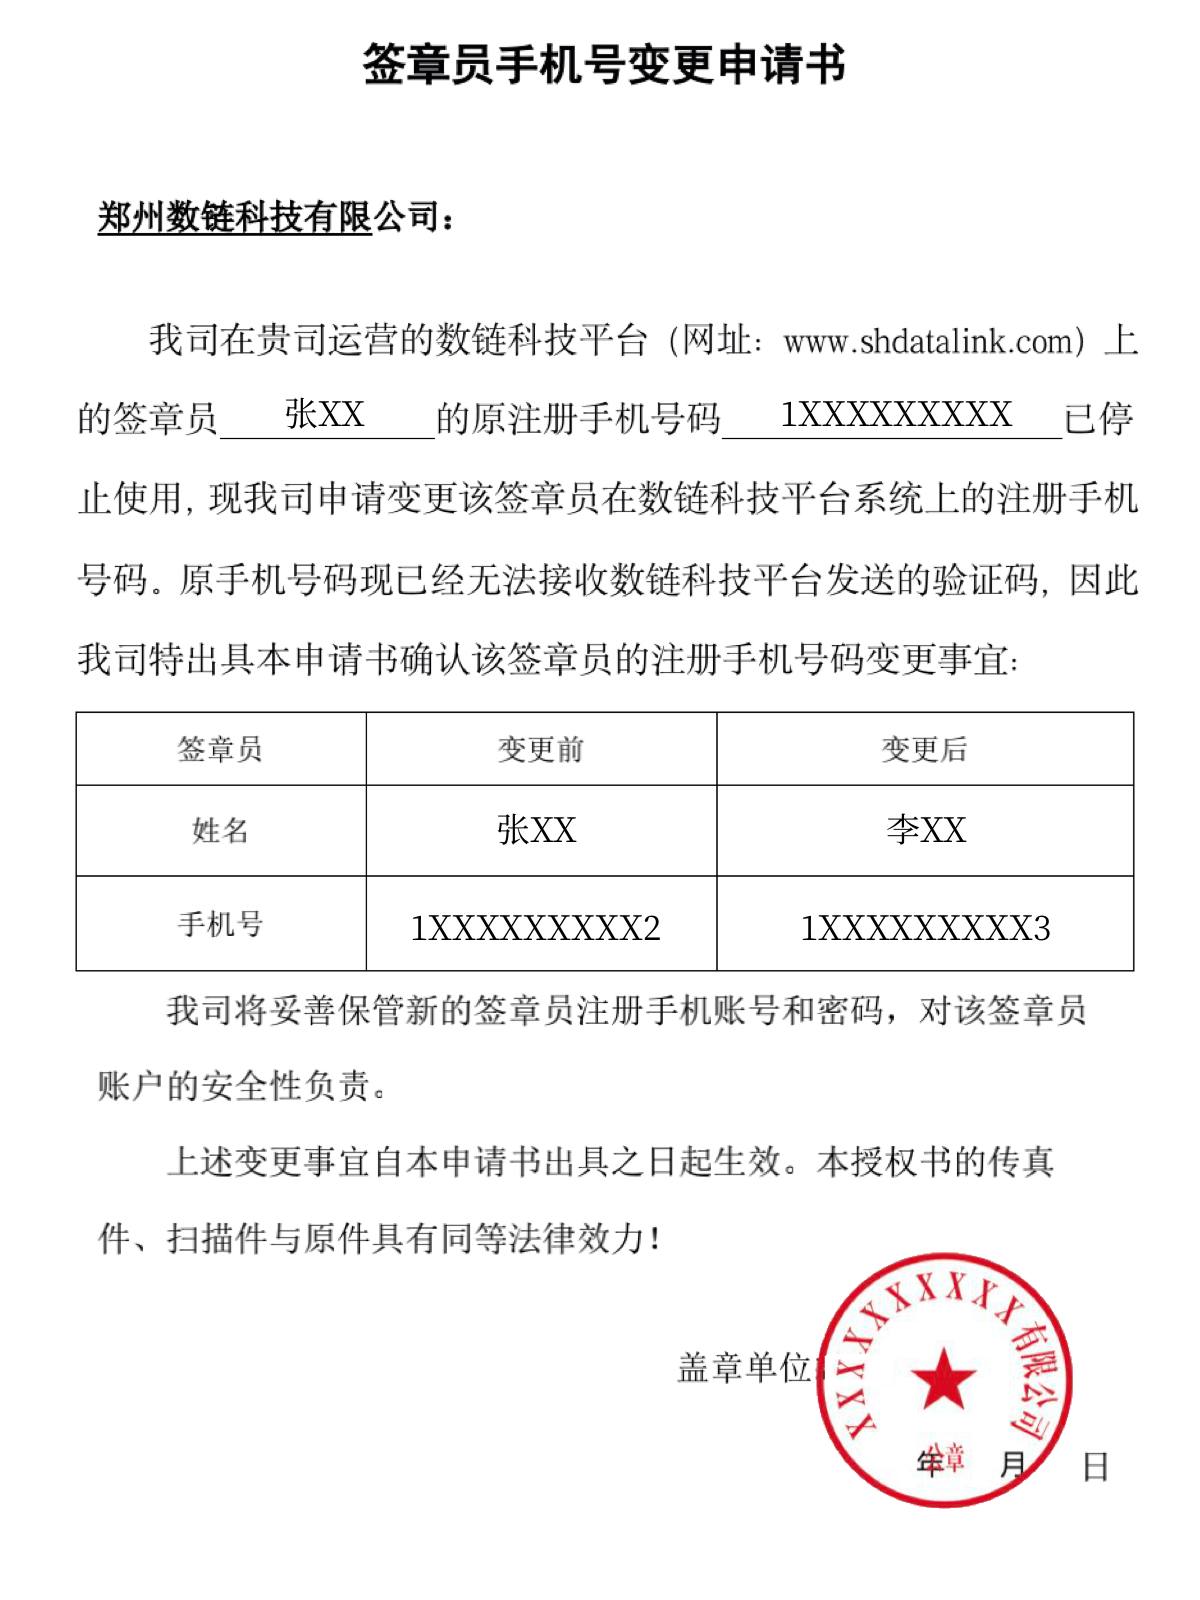 签章员手机号变更申请书
郑州数链科技有限公司：
我司在贵司运营的数链科技平台（网址：www.shdatalink.com）上
的签章员 张XX 的原注册手机号码 1XXXXXXXXX 已停
止使用，现我司申请变更该签章员在数链科技平台系统上的注册手机
号码。原手机号码现已经无法接收数链科技平台发送的验证码，因此
我司特出具本申请书确认该签章员的注册手机号码变更事宜：
签章员 变更前 变更后
姓名 张XX 李XX
手机号 1XXXXXXXXX2 1XXXXXXXXX3
我司将妥善保管新的签章员注册手机账号和密码，对该签章员
账户的安全性负责。
上述变更事宜自本申请书出具之日起生效。本授权书的传真
件、扫描件与原件具有同等法律效力！
盖章单位：
XXXXXXXXXX有限公司
公章
年 月 日